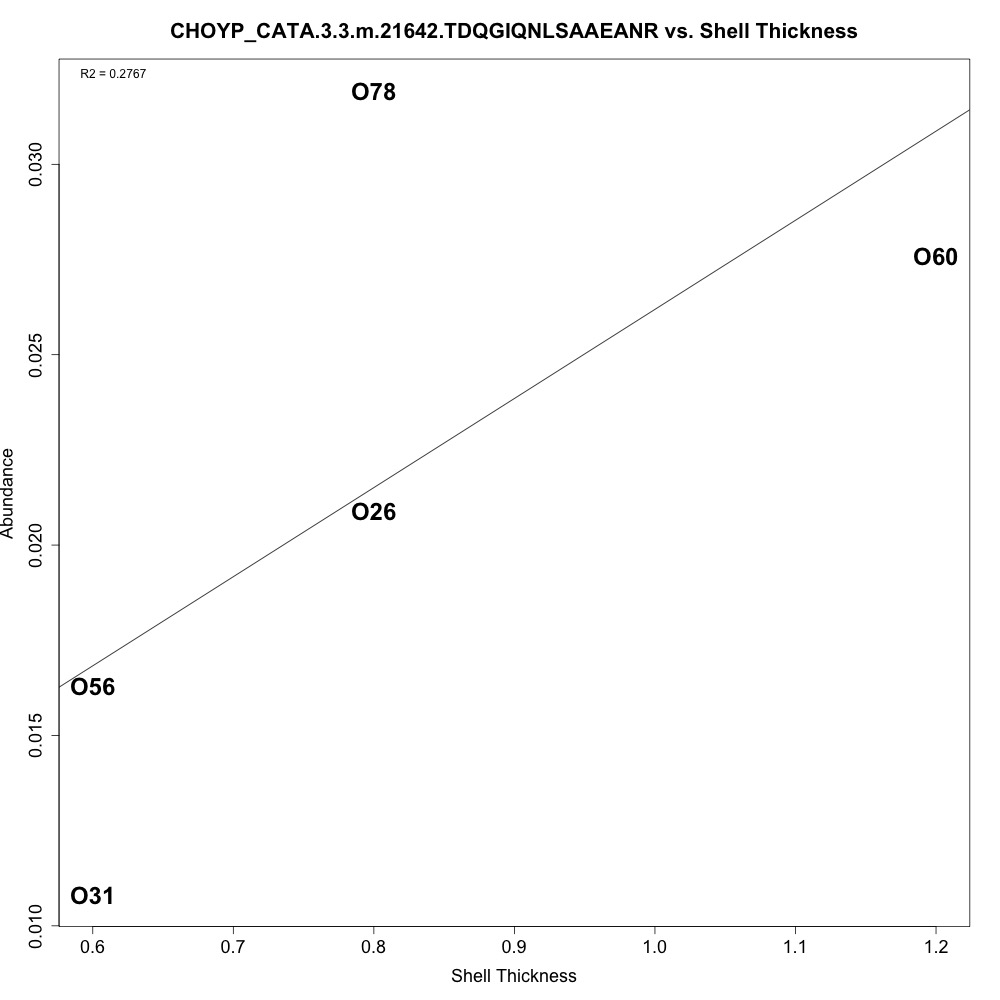 CHOYP_CATA.3.3.m.21642.TDQGIQNLSAAEANR vs. Shell Thickness
R2 = 0.2767
O78
0.030
O60
0.025
Abundance
O26
0.020
O56
0.015
O31
0.010
0.6 0.7 0.8 0.9 1.0 1.1 1.2
Shell Thickness